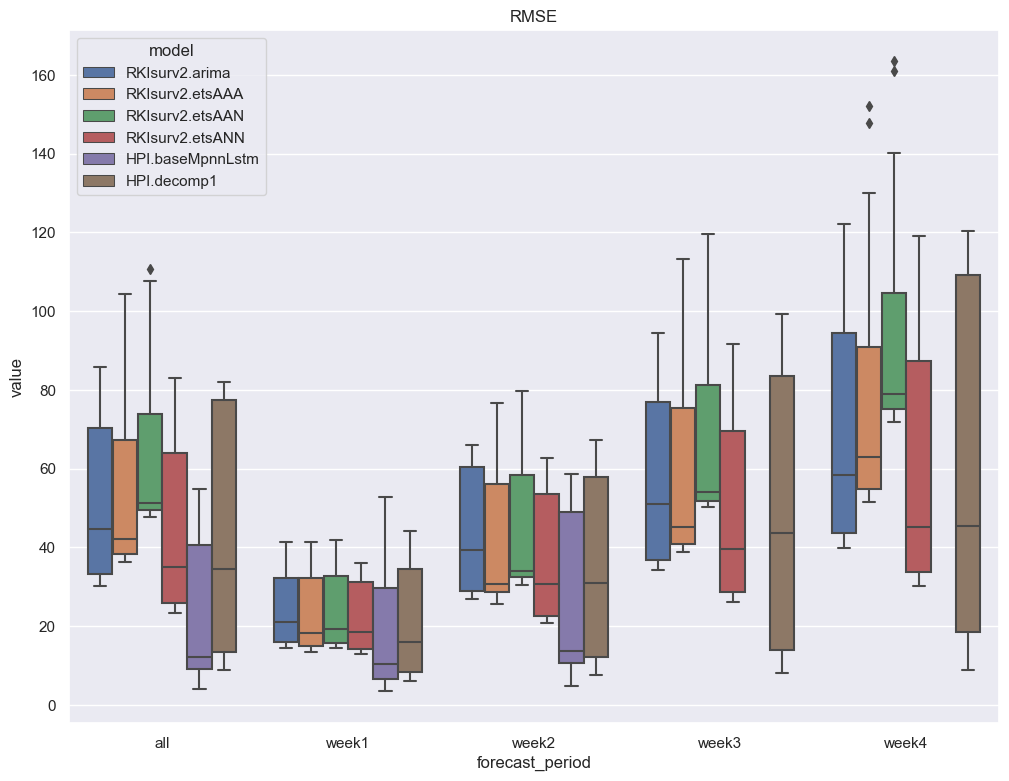 RMSE
model
RKIsurv2.arima
RKIsurv2.etsAAA
RKIsurv2.etsAAN
RKIsurv2.etsANN
HPI.baseMpnnLstm
HPI.decomp1
value
160
140
120
100
80
60
40
20
0
all week1 week2 week3 week4
forecast_period